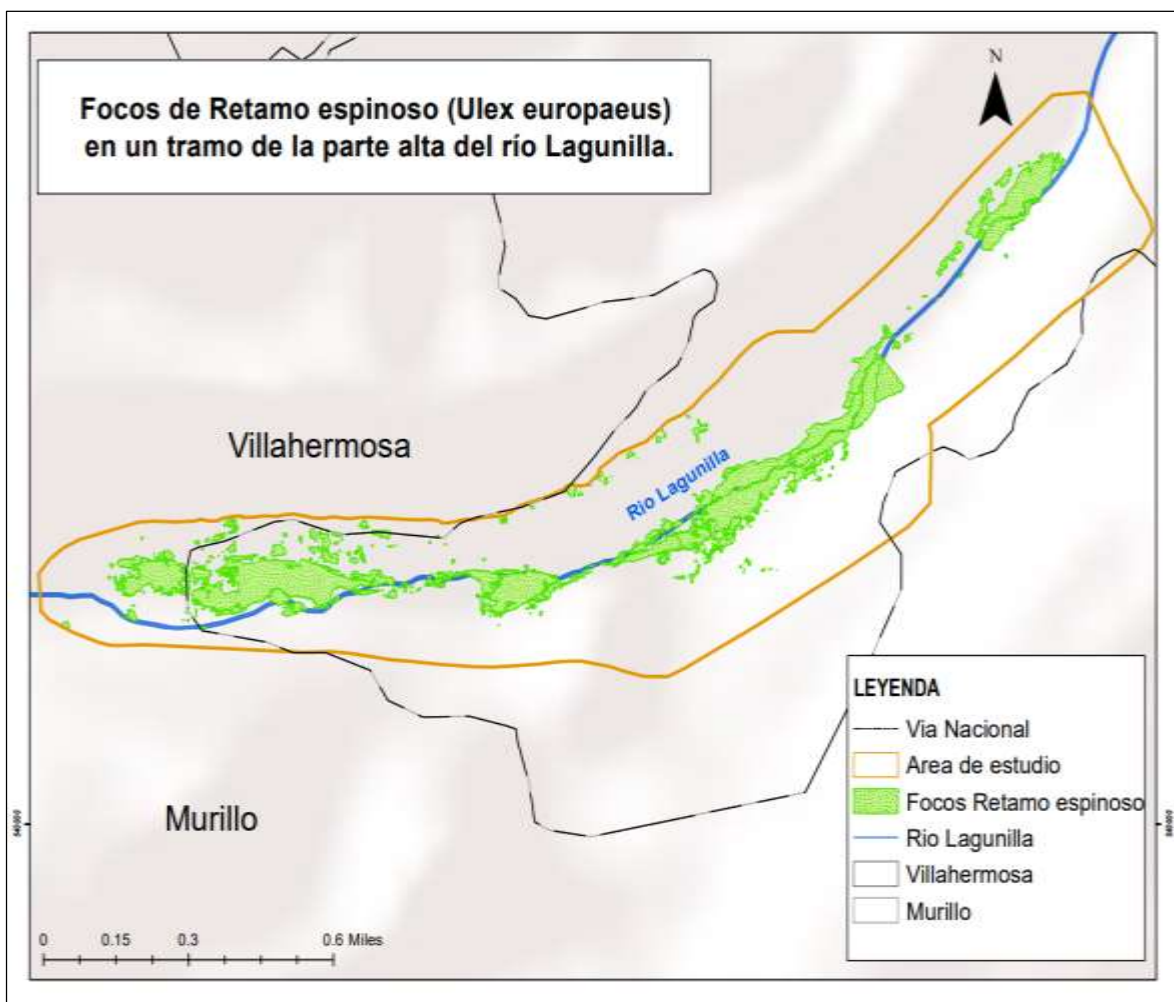 Focos de Retamo espinoso (Ulex europaeus)
en un tramo de la parte alta del río Lagunilla.
N
Villahermosa
Rio Lagunilla
Murillo
LEYENDA
Via Nacional
Area de estudio
Focos Retamo espinoso
Rio Lagunilla
Villahermosa
Murillo
0 0.15 0.3 0.6 Miles